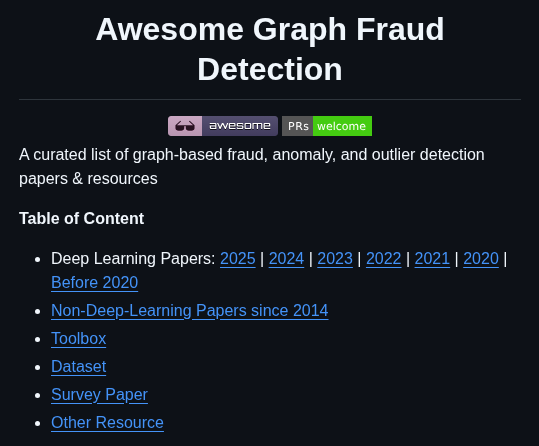 Awesome Graph Fraud
Detection
awesome PRs welcome
A curated list of graph-based fraud, anomaly, and outlier detection
papers & resources
Table of Content
Deep Learning Papers: 2025 | 2024 | 2023 | 2022 | 2021 | 2020 |
Before 2020
Non-Deep-Learning Papers since 2014
Toolbox
Dataset
Survey Paper
Other Resource